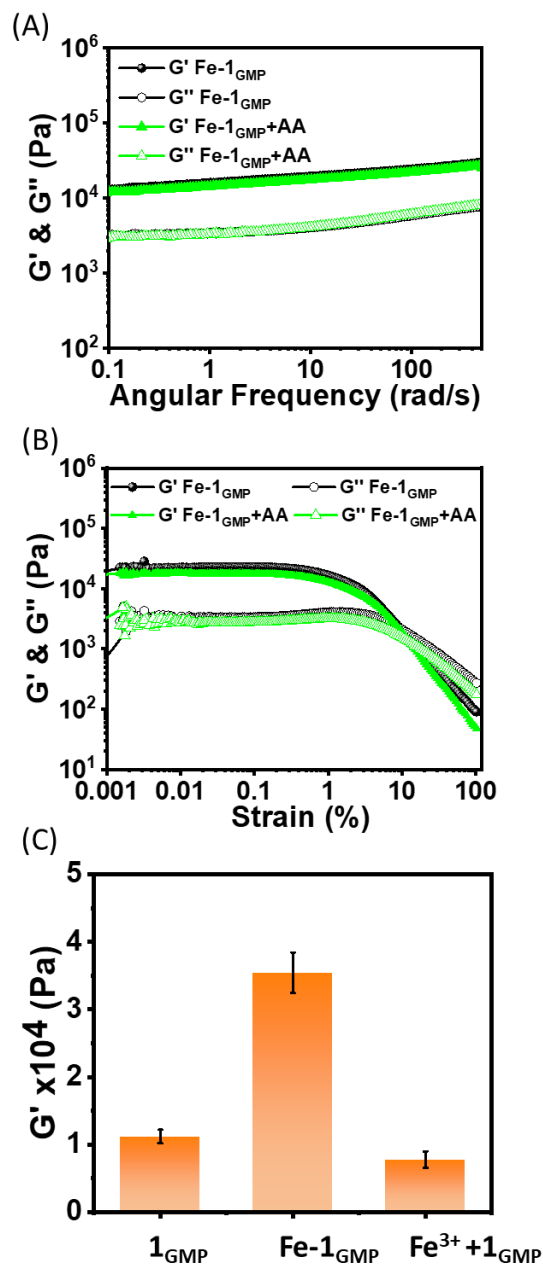 (A)
10⁶
10⁵
10⁴
10³
10²
G' Fe-1GMP
G'' Fe-1GMP
G' Fe-1GMP+AA
G'' Fe-1GMP+AA
G' & G'' (Pa)
0.1 1 10 100
Angular Frequency (rad/s)
(B)
10⁶
10⁵
10⁴
10³
10²
10¹
G' Fe-1GMP G'' Fe-1GMP
G' Fe-1GMP+AA G'' Fe-1GMP+AA
G' & G'' (Pa)
0.001 0.01 0.1 1 10 100
Strain (%)
(C)
5
4
3
2
1
0
G' x10⁴ (Pa)
1GMP Fe-1GMP Fe³⁺+1GMP